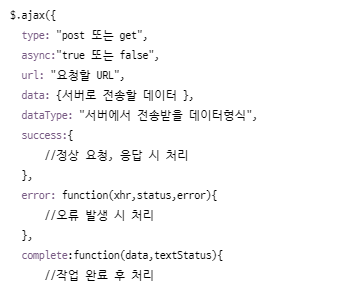 $.ajax({
type: "post 또는 get",
async:"true 또는 false",
url: "요청할 URL",
data: {서버로 전송할 데이터 },
dataType: "서버에서 전송받을 데이터형식",
success:{
//정상 요청, 응답 시 처리
},
error: function(xhr,status,error){
//오류 발생 시 처리
},
complete:function(data,textStatus){
//작업 완료 후 처리